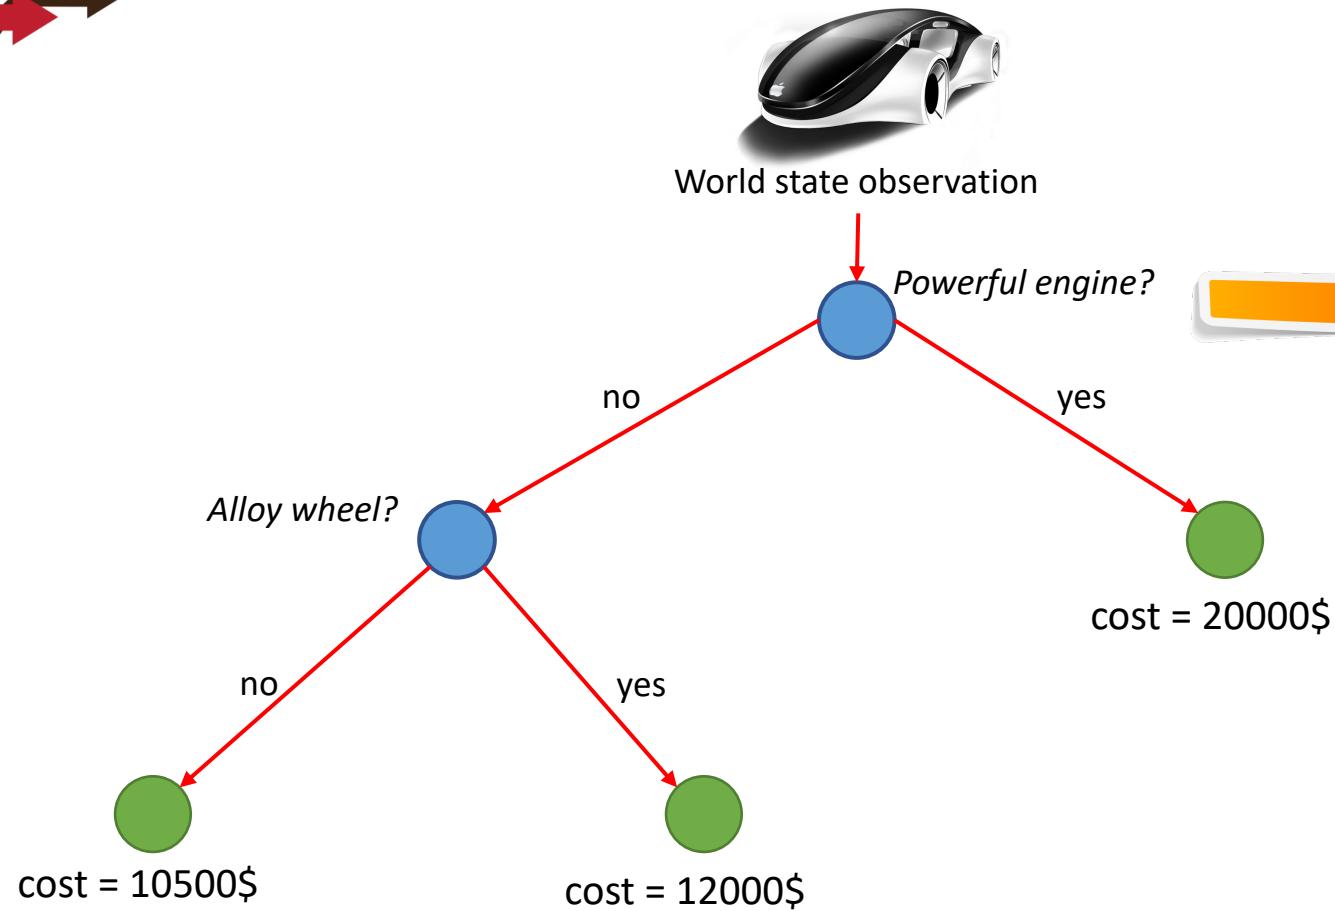 World state observation
Powerful engine?
no
yes
Alloy wheel?
cost = 20000$
no
yes
cost = 10500$
cost = 12000$